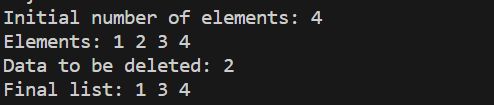 Initial number of elements: 4
Elements: 1 2 3 4
Data to be deleted: 2
Final list: 1 3 4